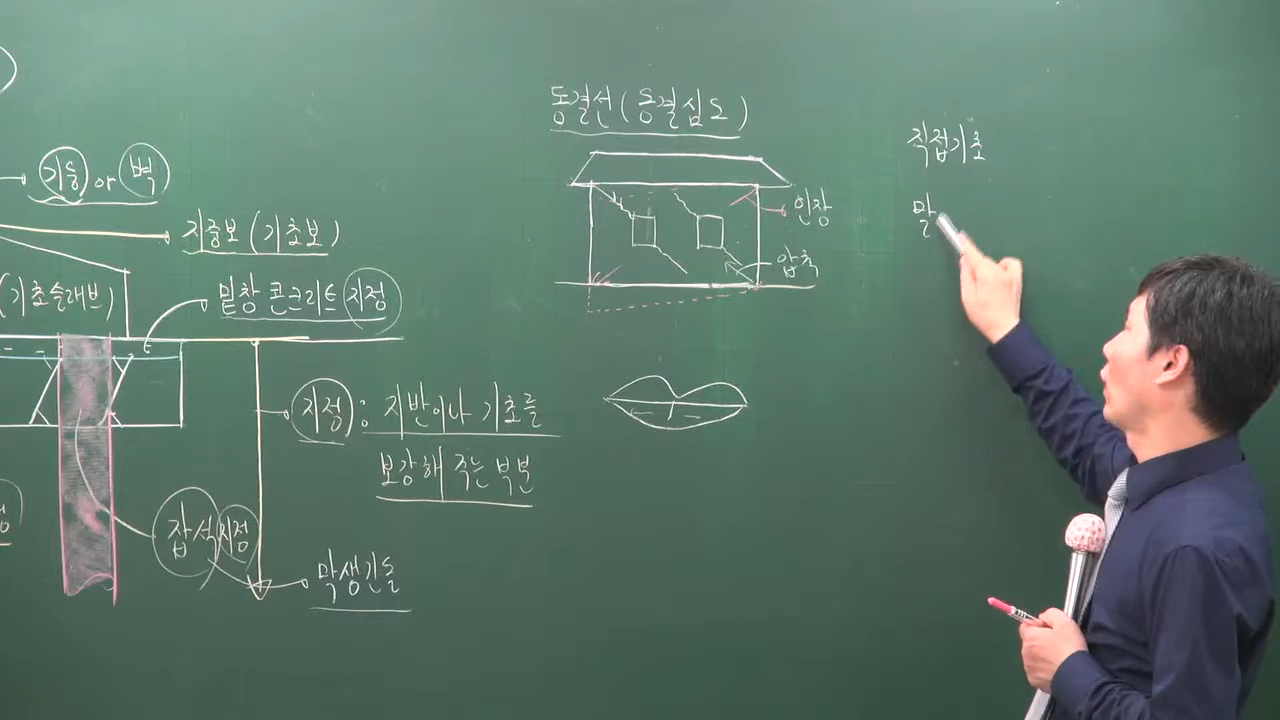 기둥 or 벽
지중보 (기초보)
(기초슬래브)
밑창 콘크리트 지정
지정 : 지반이나 기초를
보강해 주는 부분
잡석지정
막생기둥
동결선 (동결심도)
인장
압축
직접기초
말